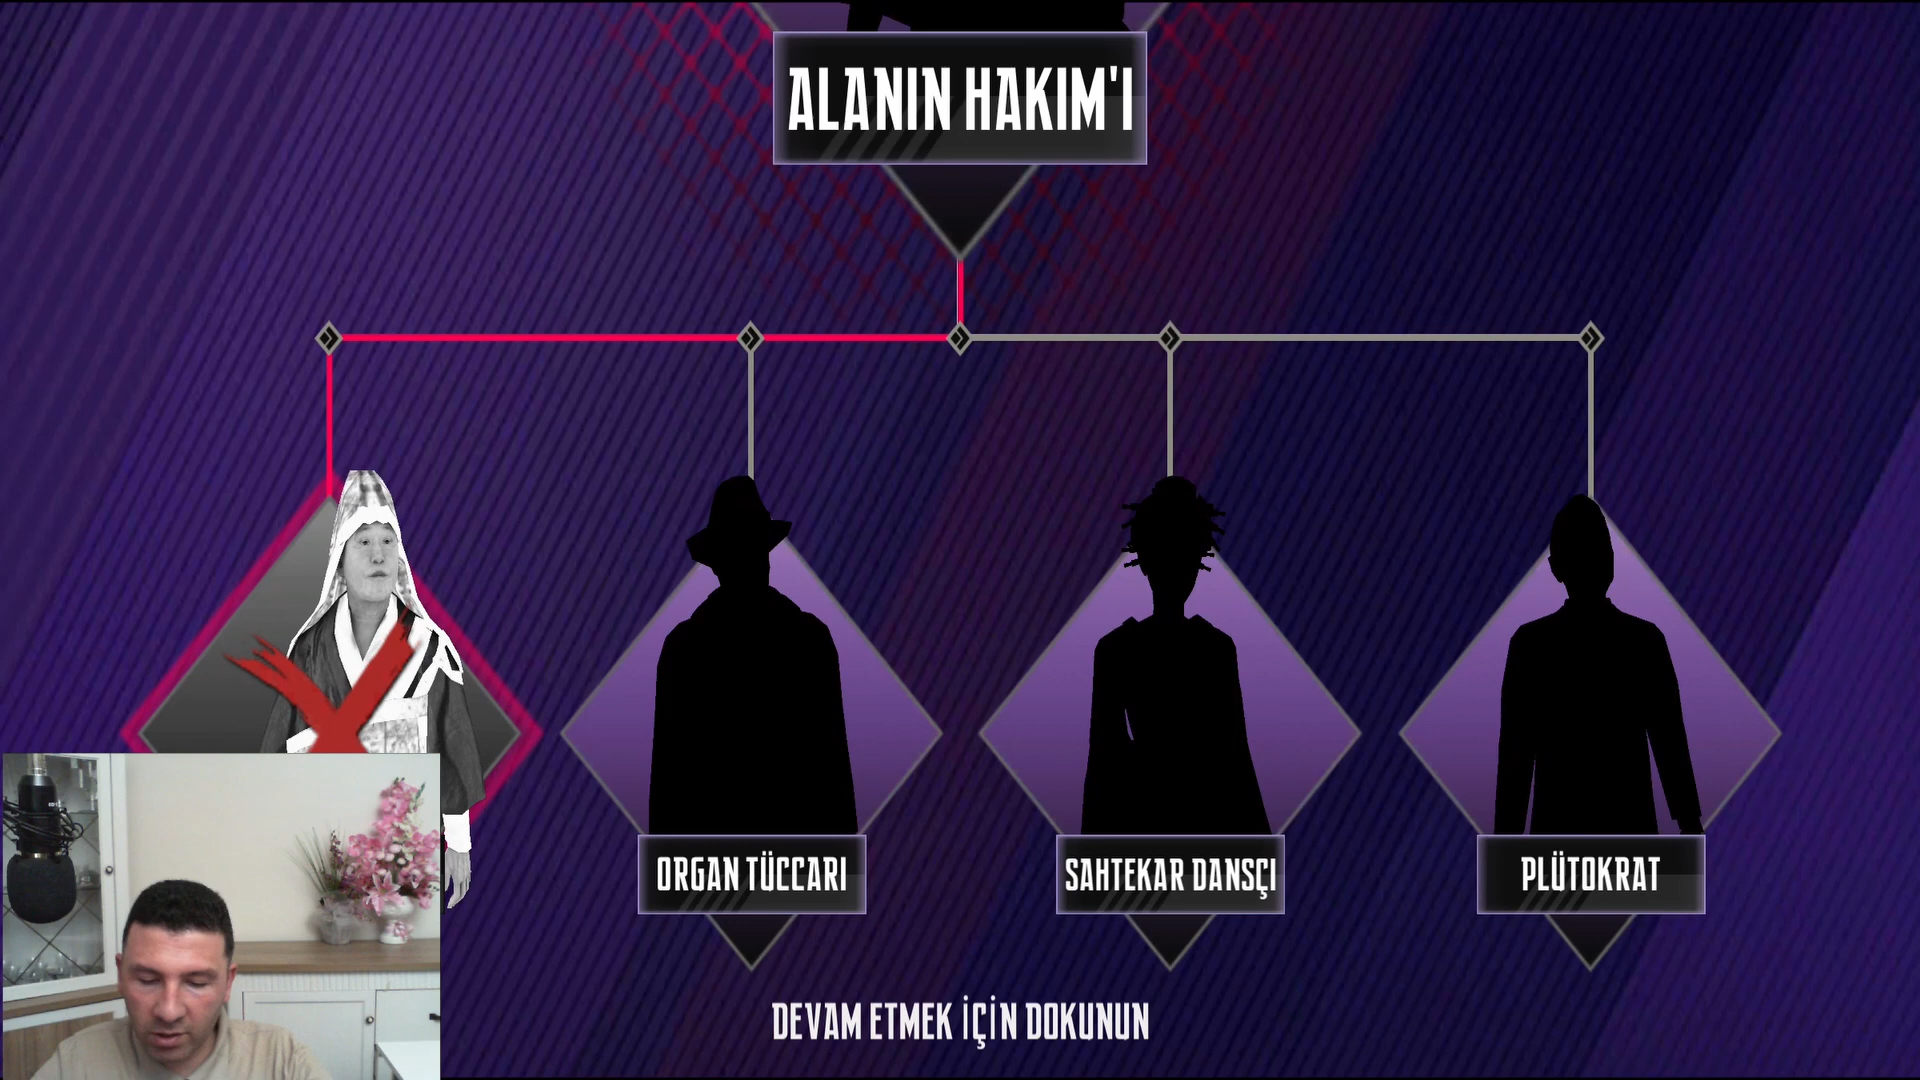 ALANIN HAKIM'I
ORGAN TÜCCARI
SAHTEKAR DANSÇI
PLÜTOKRAT
DEVAM ETMEK İÇİN DOKUNUN